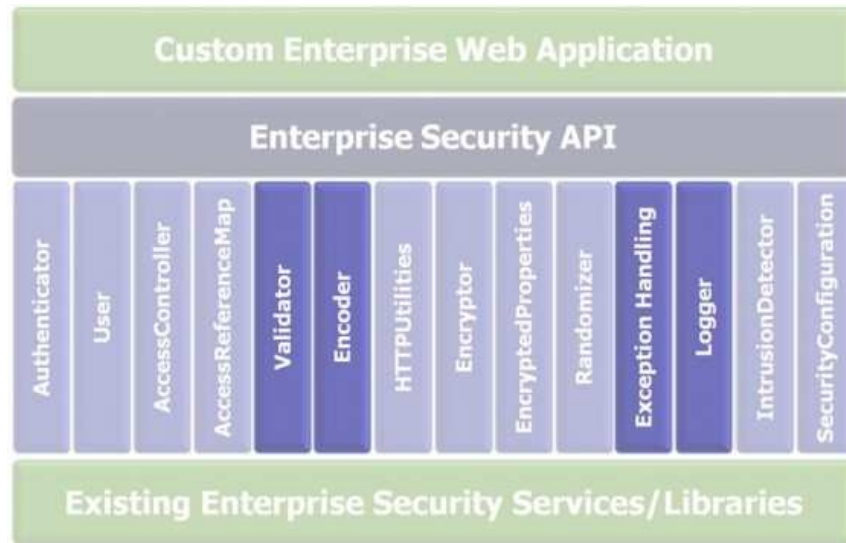 Custom Enterprise Web Application
Enterprise Security API
Authenticator
User
AccessController
AccessReferenceMap
Validator
Encoder
HTTPUtilities
Encryptor
EncryptedProperties
Randomizer
Exception Handling
Logger
IntrusionDetector
SecurityConfiguration
Existing Enterprise Security Services/Libraries